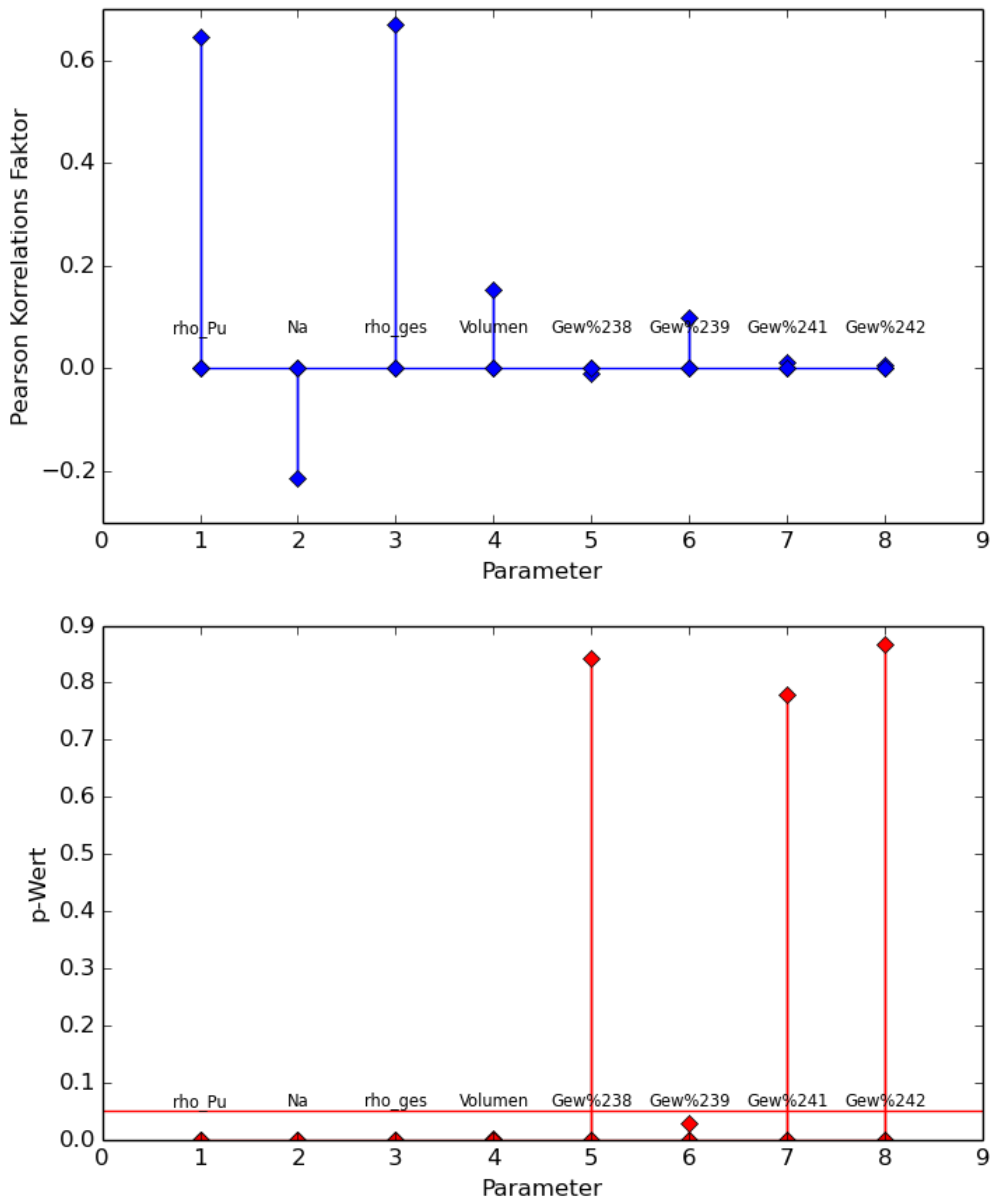 0.6
0.4
0.2
0.0
−0.2
Pearson Korrelations Faktor
rho_Pu Na rho_ges Volumen Gew%238 Gew%239 Gew%241 Gew%242
0 1 2 3 4 5 6 7 8 9
Parameter
0.9
0.8
0.7
0.6
0.5
0.4
0.3
0.2
0.1
0.0
p-Wert
rho_Pu Na rho_ges Volumen Gew%238 Gew%239 Gew%241 Gew%242
0 1 2 3 4 5 6 7 8 9
Parameter